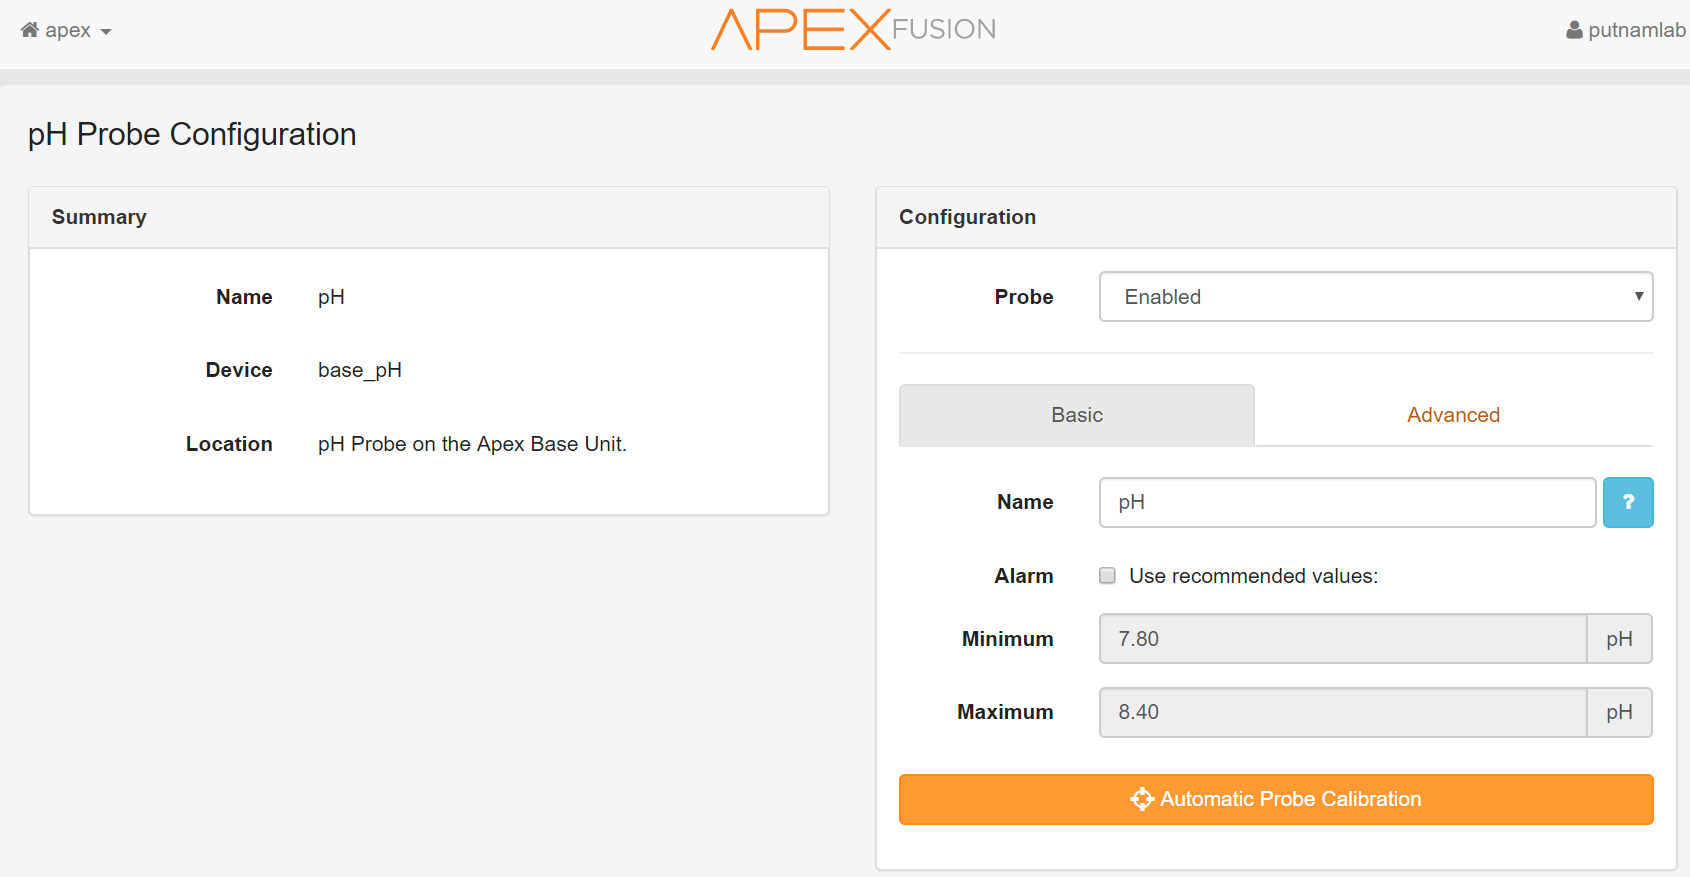 apex
APEX FUSION
putnamlab
pH Probe Configuration
Summary
Name pH
Device base_pH
Location pH Probe on the Apex Base Unit.
Configuration
Probe Enabled
Basic Advanced
Name pH ?
Alarm Use recommended values:
Minimum 7.80 pH
Maximum 8.40 pH
Automatic Probe Calibration